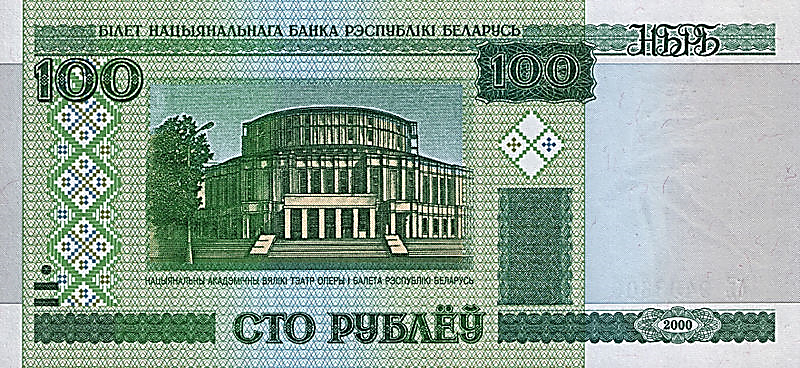 БІЛЕТ НАЦЫЯНАЛЬНАГА БАНКА РЭСПУБЛІКІ БЕЛАРУСЬ
НБРБ
100
100
НАЦЫЯНАЛЬНЫ АКАДЭМІЧНЫ ВЯЛІКІ ТЭАТР ОПЕРЫ І БАЛЕТА РЭСПУБЛІКІ БЕЛАРУСЬ
СТО РУБЛЁЎ
2000